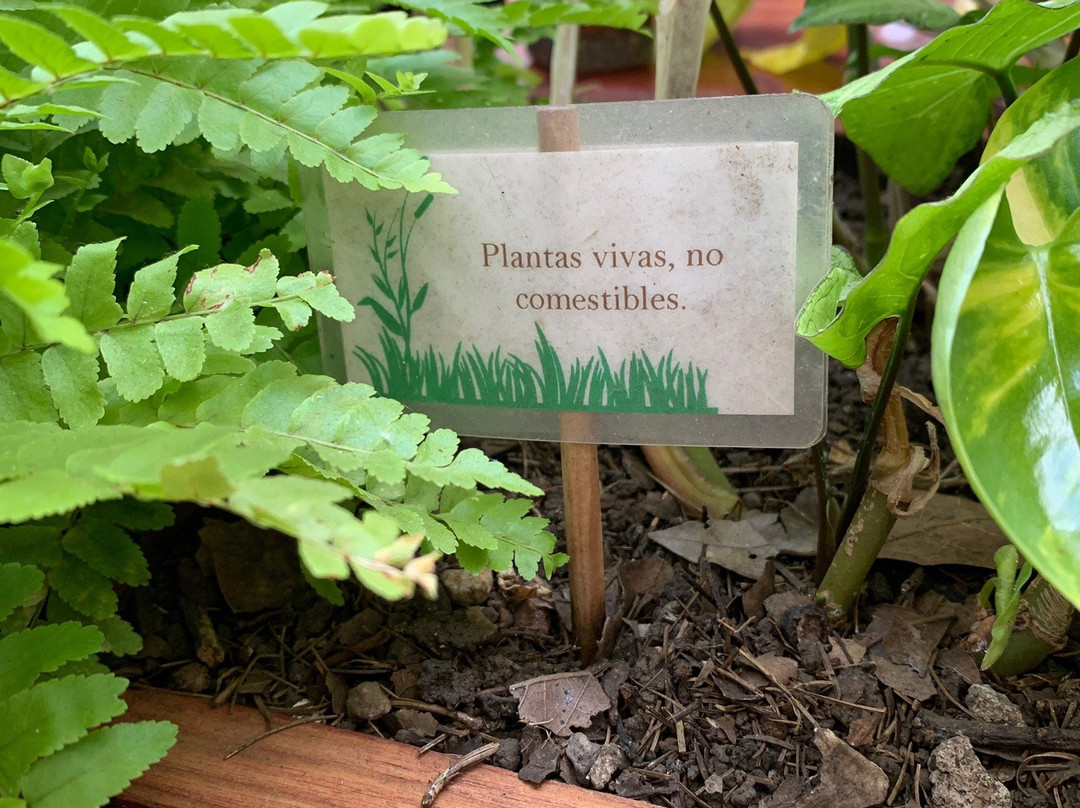 Plantas vivas, no
comestibles.